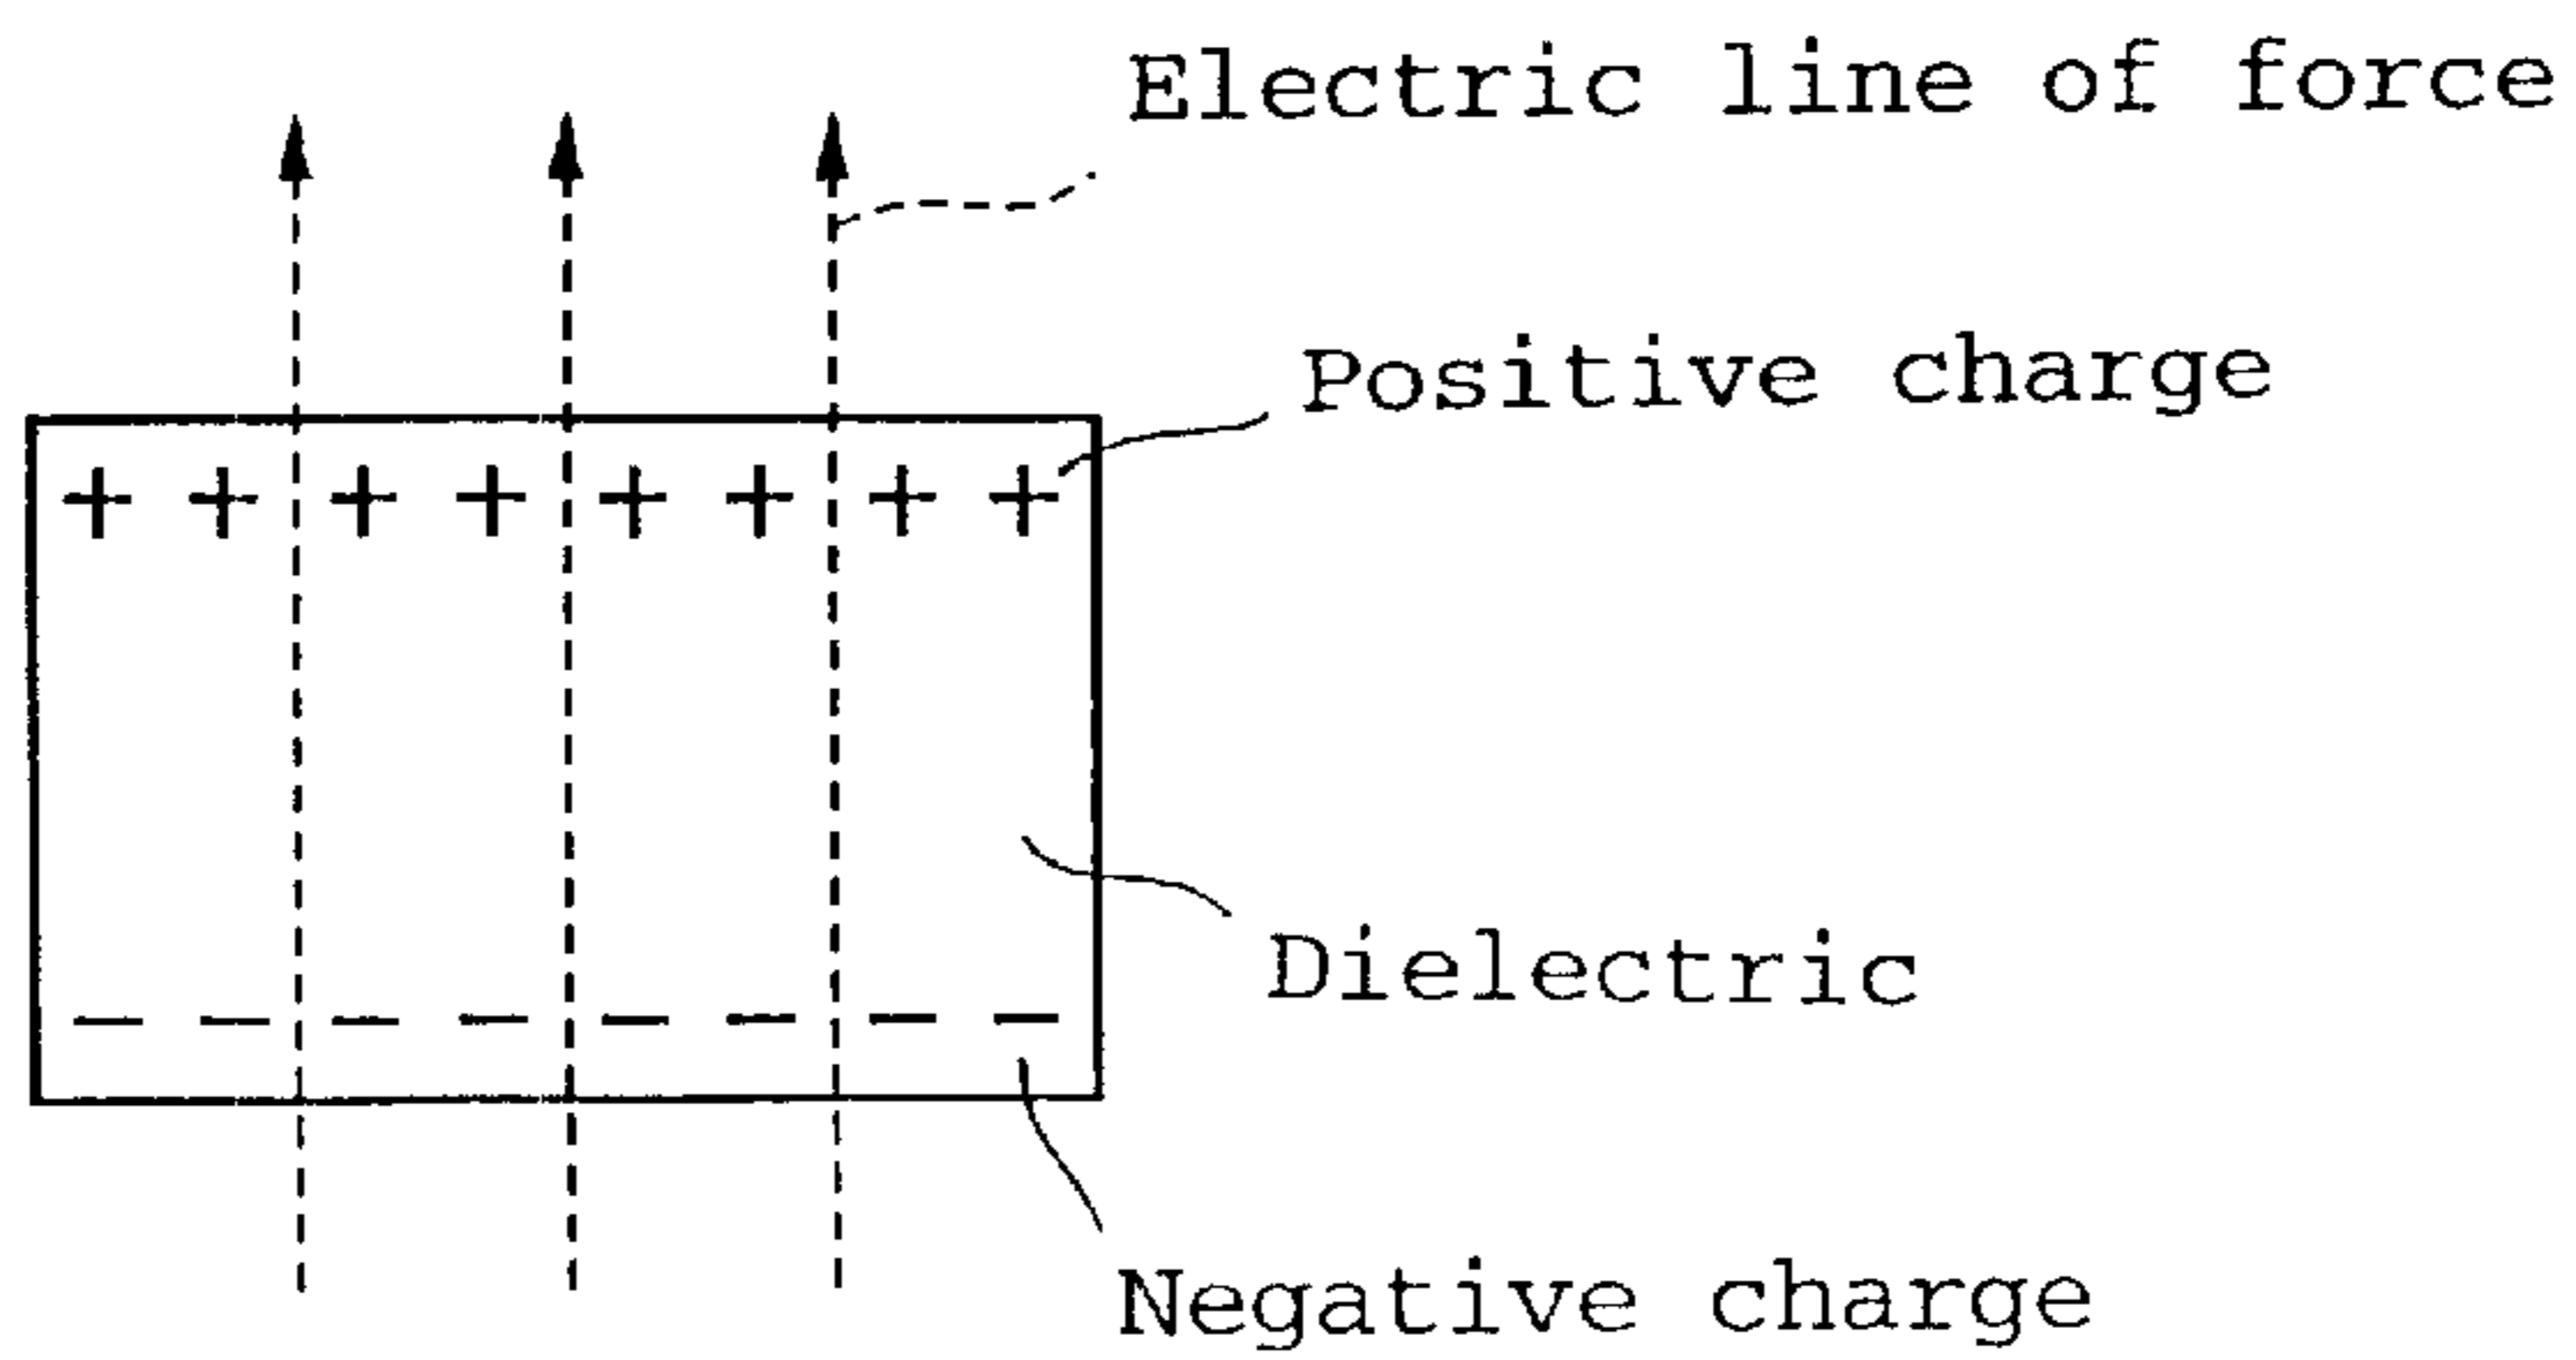 Electric line of force
Positive charge
+ + + + + + + +
Dielectric
— — — — — — — —
Negative charge